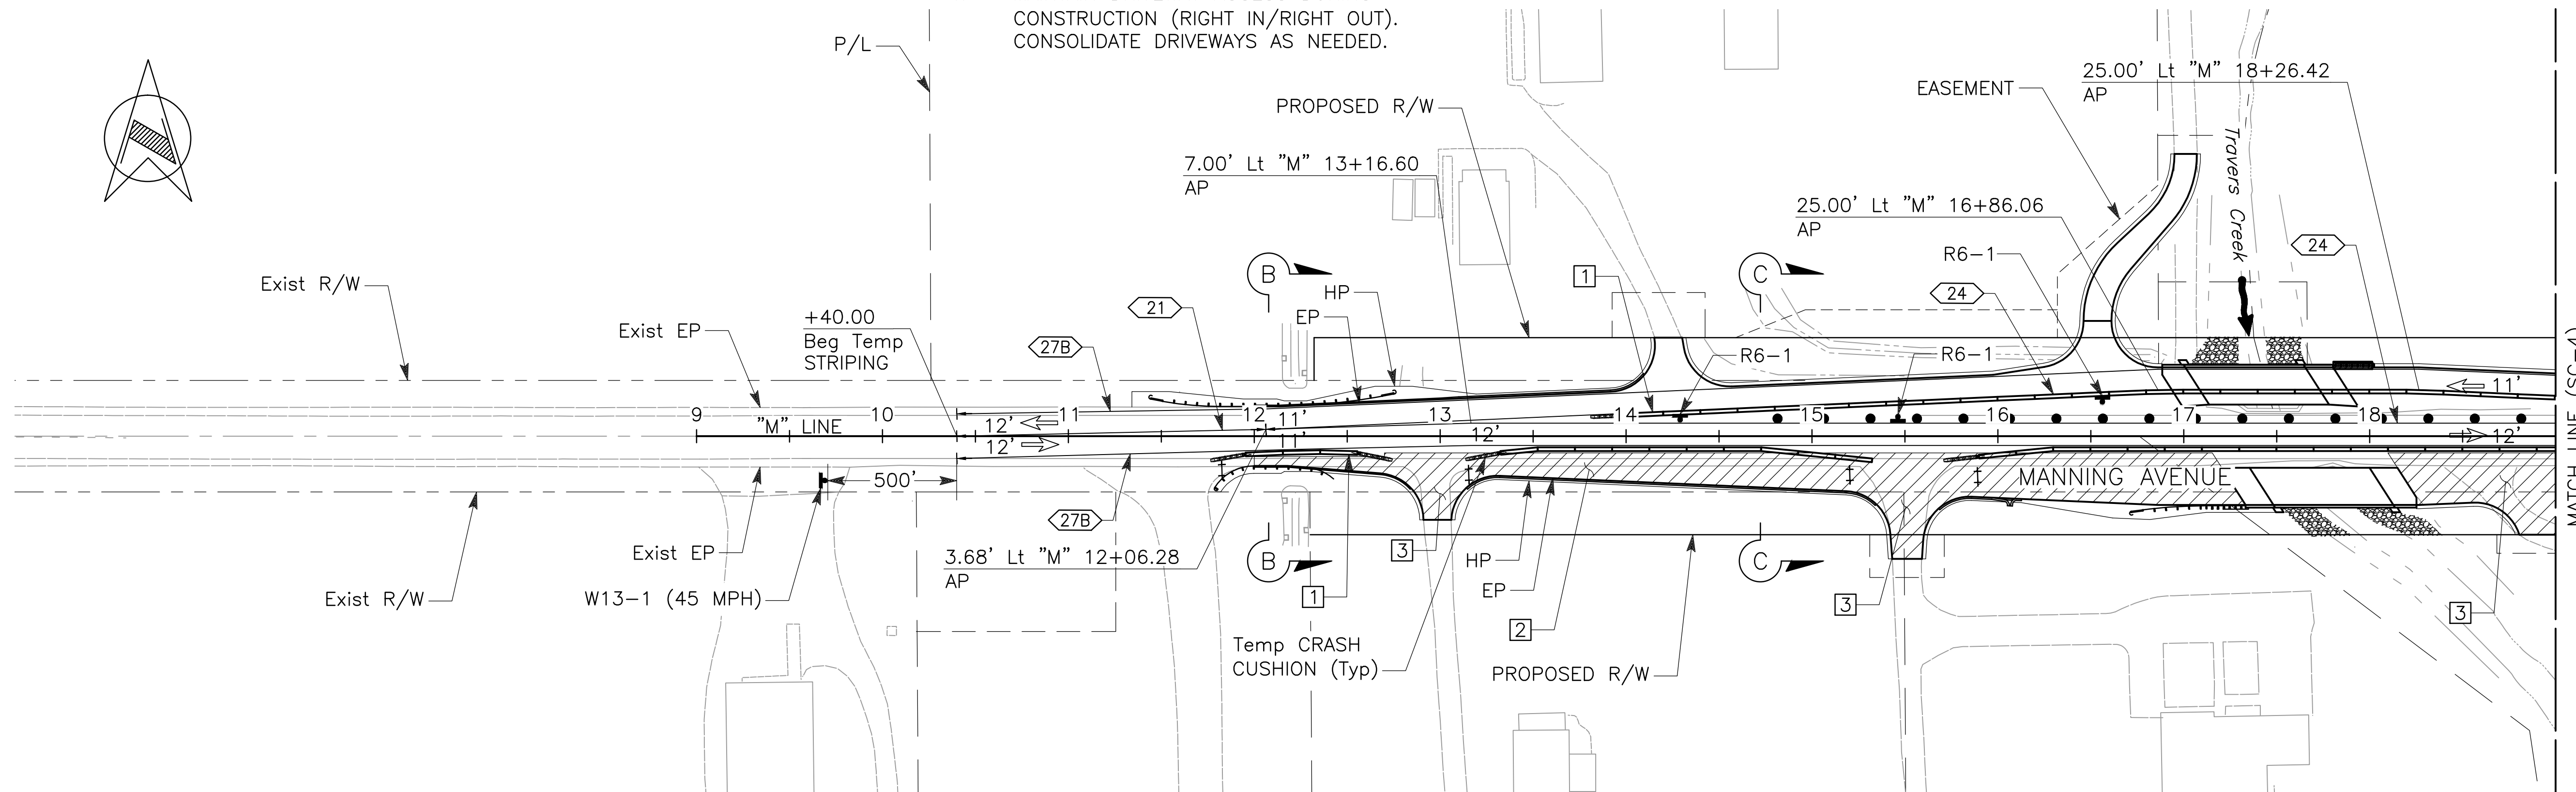 CONSTRUCTION (RIGHT IN/RIGHT OUT).
CONSOLIDATE DRIVEWAYS AS NEEDED.
P/L
PROPOSED R/W
EASEMENT
25.00' Lt "M" 18+26.42
AP
Travers Creek
7.00' Lt "M" 13+16.60
AP
25.00' Lt "M" 16+86.06
AP
R6-1
24
24
B
C
1
HP
EP
21
27B
Exist R/W
Exist EP
+40.00
Beg Temp
STRIPING
R6-1
R6-1
11'
9
10
11
12
13
14
15
16
17
18
"M" LINE
12'
12'
11'
11'
12'
12'
500'
MANNING AVENUE
MATCH LINE (SC-4)
27B
Exist EP
Exist R/W
W13-1 (45 MPH)
3.68' Lt "M" 12+06.28
AP
B
C
3
HP
EP
1
2
3
3
Temp CRASH
CUSHION (Typ)
PROPOSED R/W